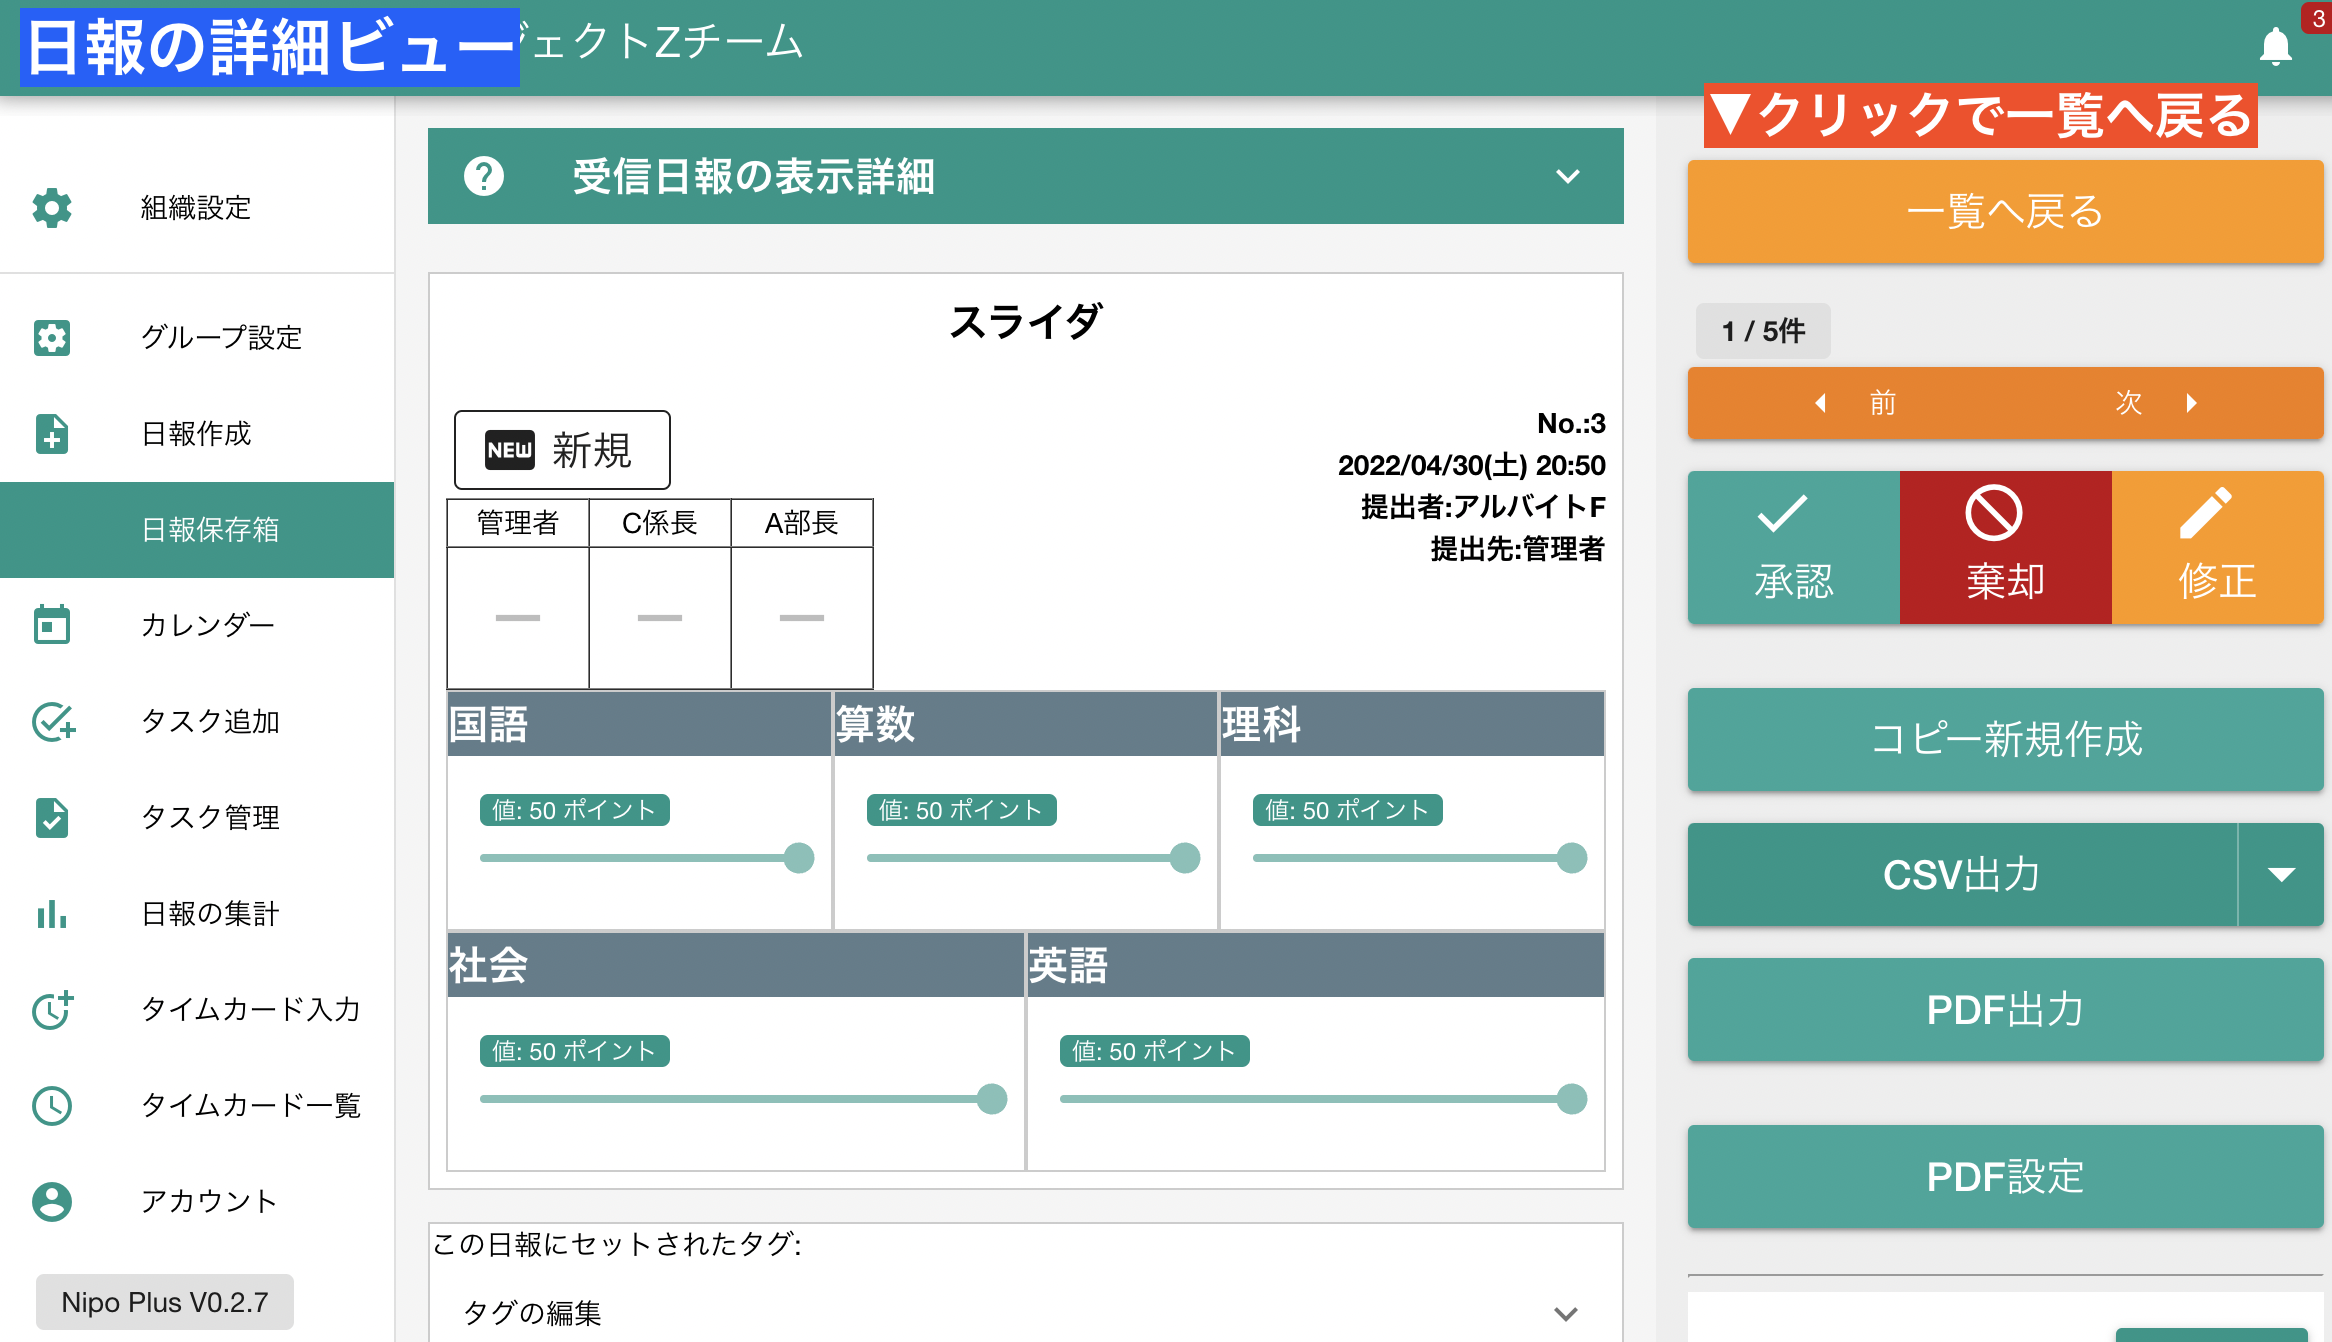 日報の詳細ビュー
ェクトZチーム
3
▼クリックで一覧へ戻る
組織設定
グループ設定
日報作成
日報保存箱
カレンダー
タスク追加
タスク管理
日報の集計
タイムカード入力
タイムカード一覧
アカウント
Nipo Plus V0.2.7
受信日報の表示詳細
スライダ
NEW 新規
No.:3
2022/04/30(土) 20:50
提出者:アルバイトF
提出先:管理者
管理者 C係長 A部長
国語 算数 理科
値: 50 ポイント 値: 50 ポイント 値: 50 ポイント
社会 英語
値: 50 ポイント 値: 50 ポイント
この日報にセットされたタグ:
タグの編集
一覧へ戻る
1 / 5件
前 次
承認 棄却 修正
コピー新規作成
CSV出力
PDF出力
PDF設定